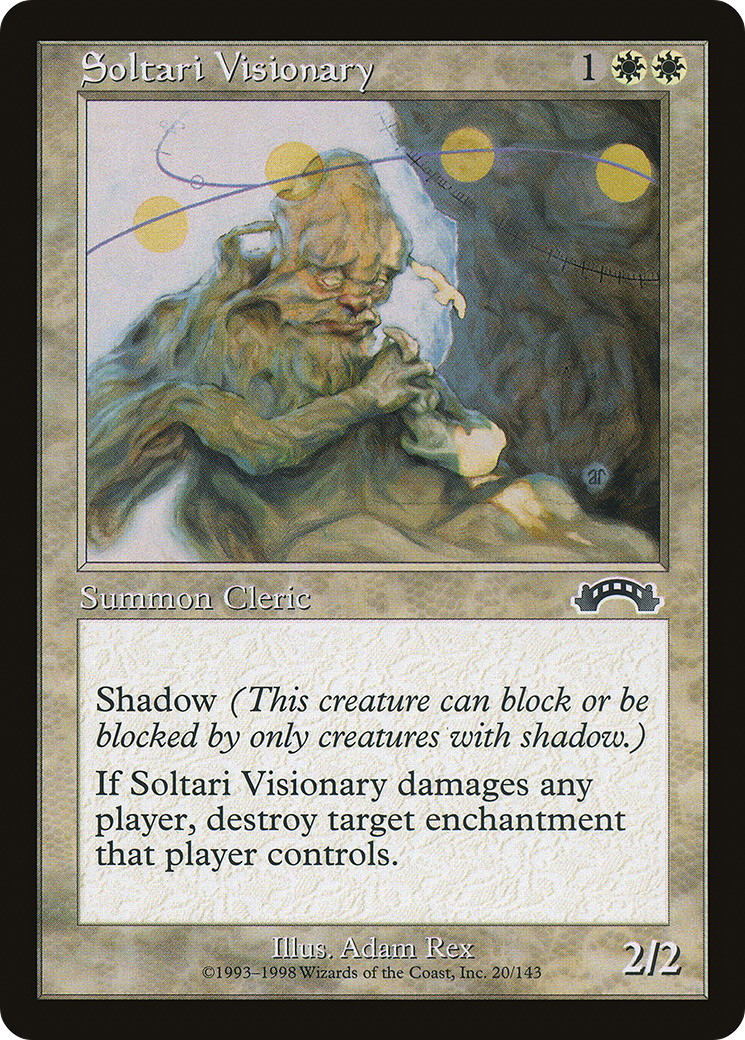 Soltari Visionary 1
ar
Summon Cleric
Shadow (This creature can block or be
blocked by only creatures with shadow.)
If Soltari Visionary damages any
player, destroy target enchantment
that player controls.
Illus. Adam Rex
©1993–1998 Wizards of the Coast, Inc. 20/143
2/2